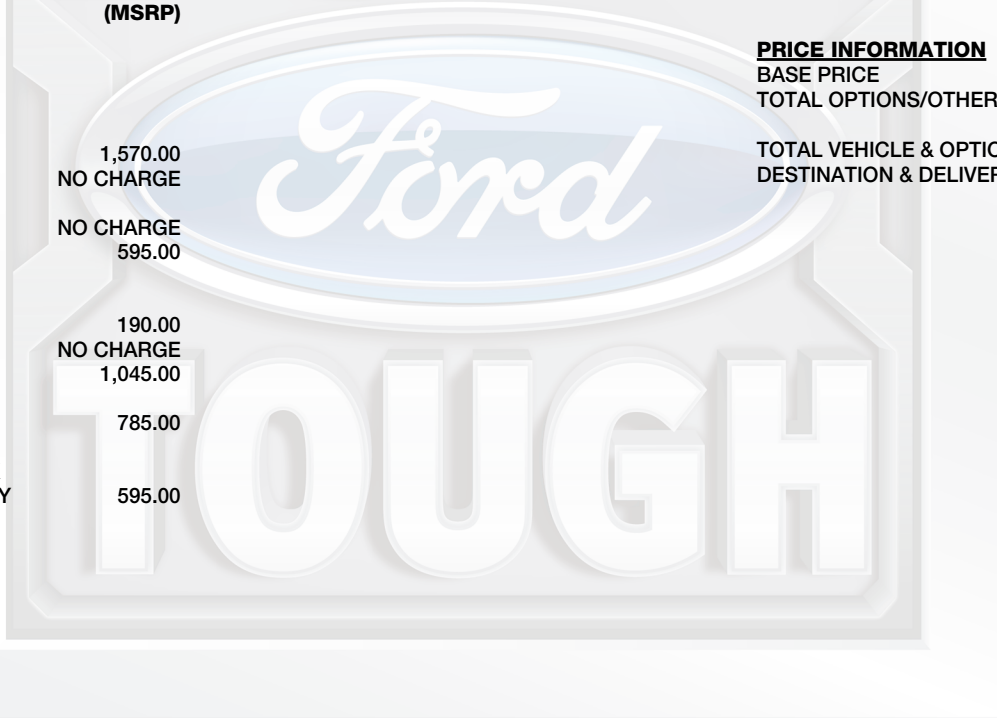 (MSRP)
1,570.00
NO CHARGE
NO CHARGE
595.00
190.00
NO CHARGE
1,045.00
785.00
Y 595.00
PRICE INFORMATION
BASE PRICE
TOTAL OPTIONS/OTHER
TOTAL VEHICLE & OPTIO
DESTINATION & DELIVER
Ford
TOUGH